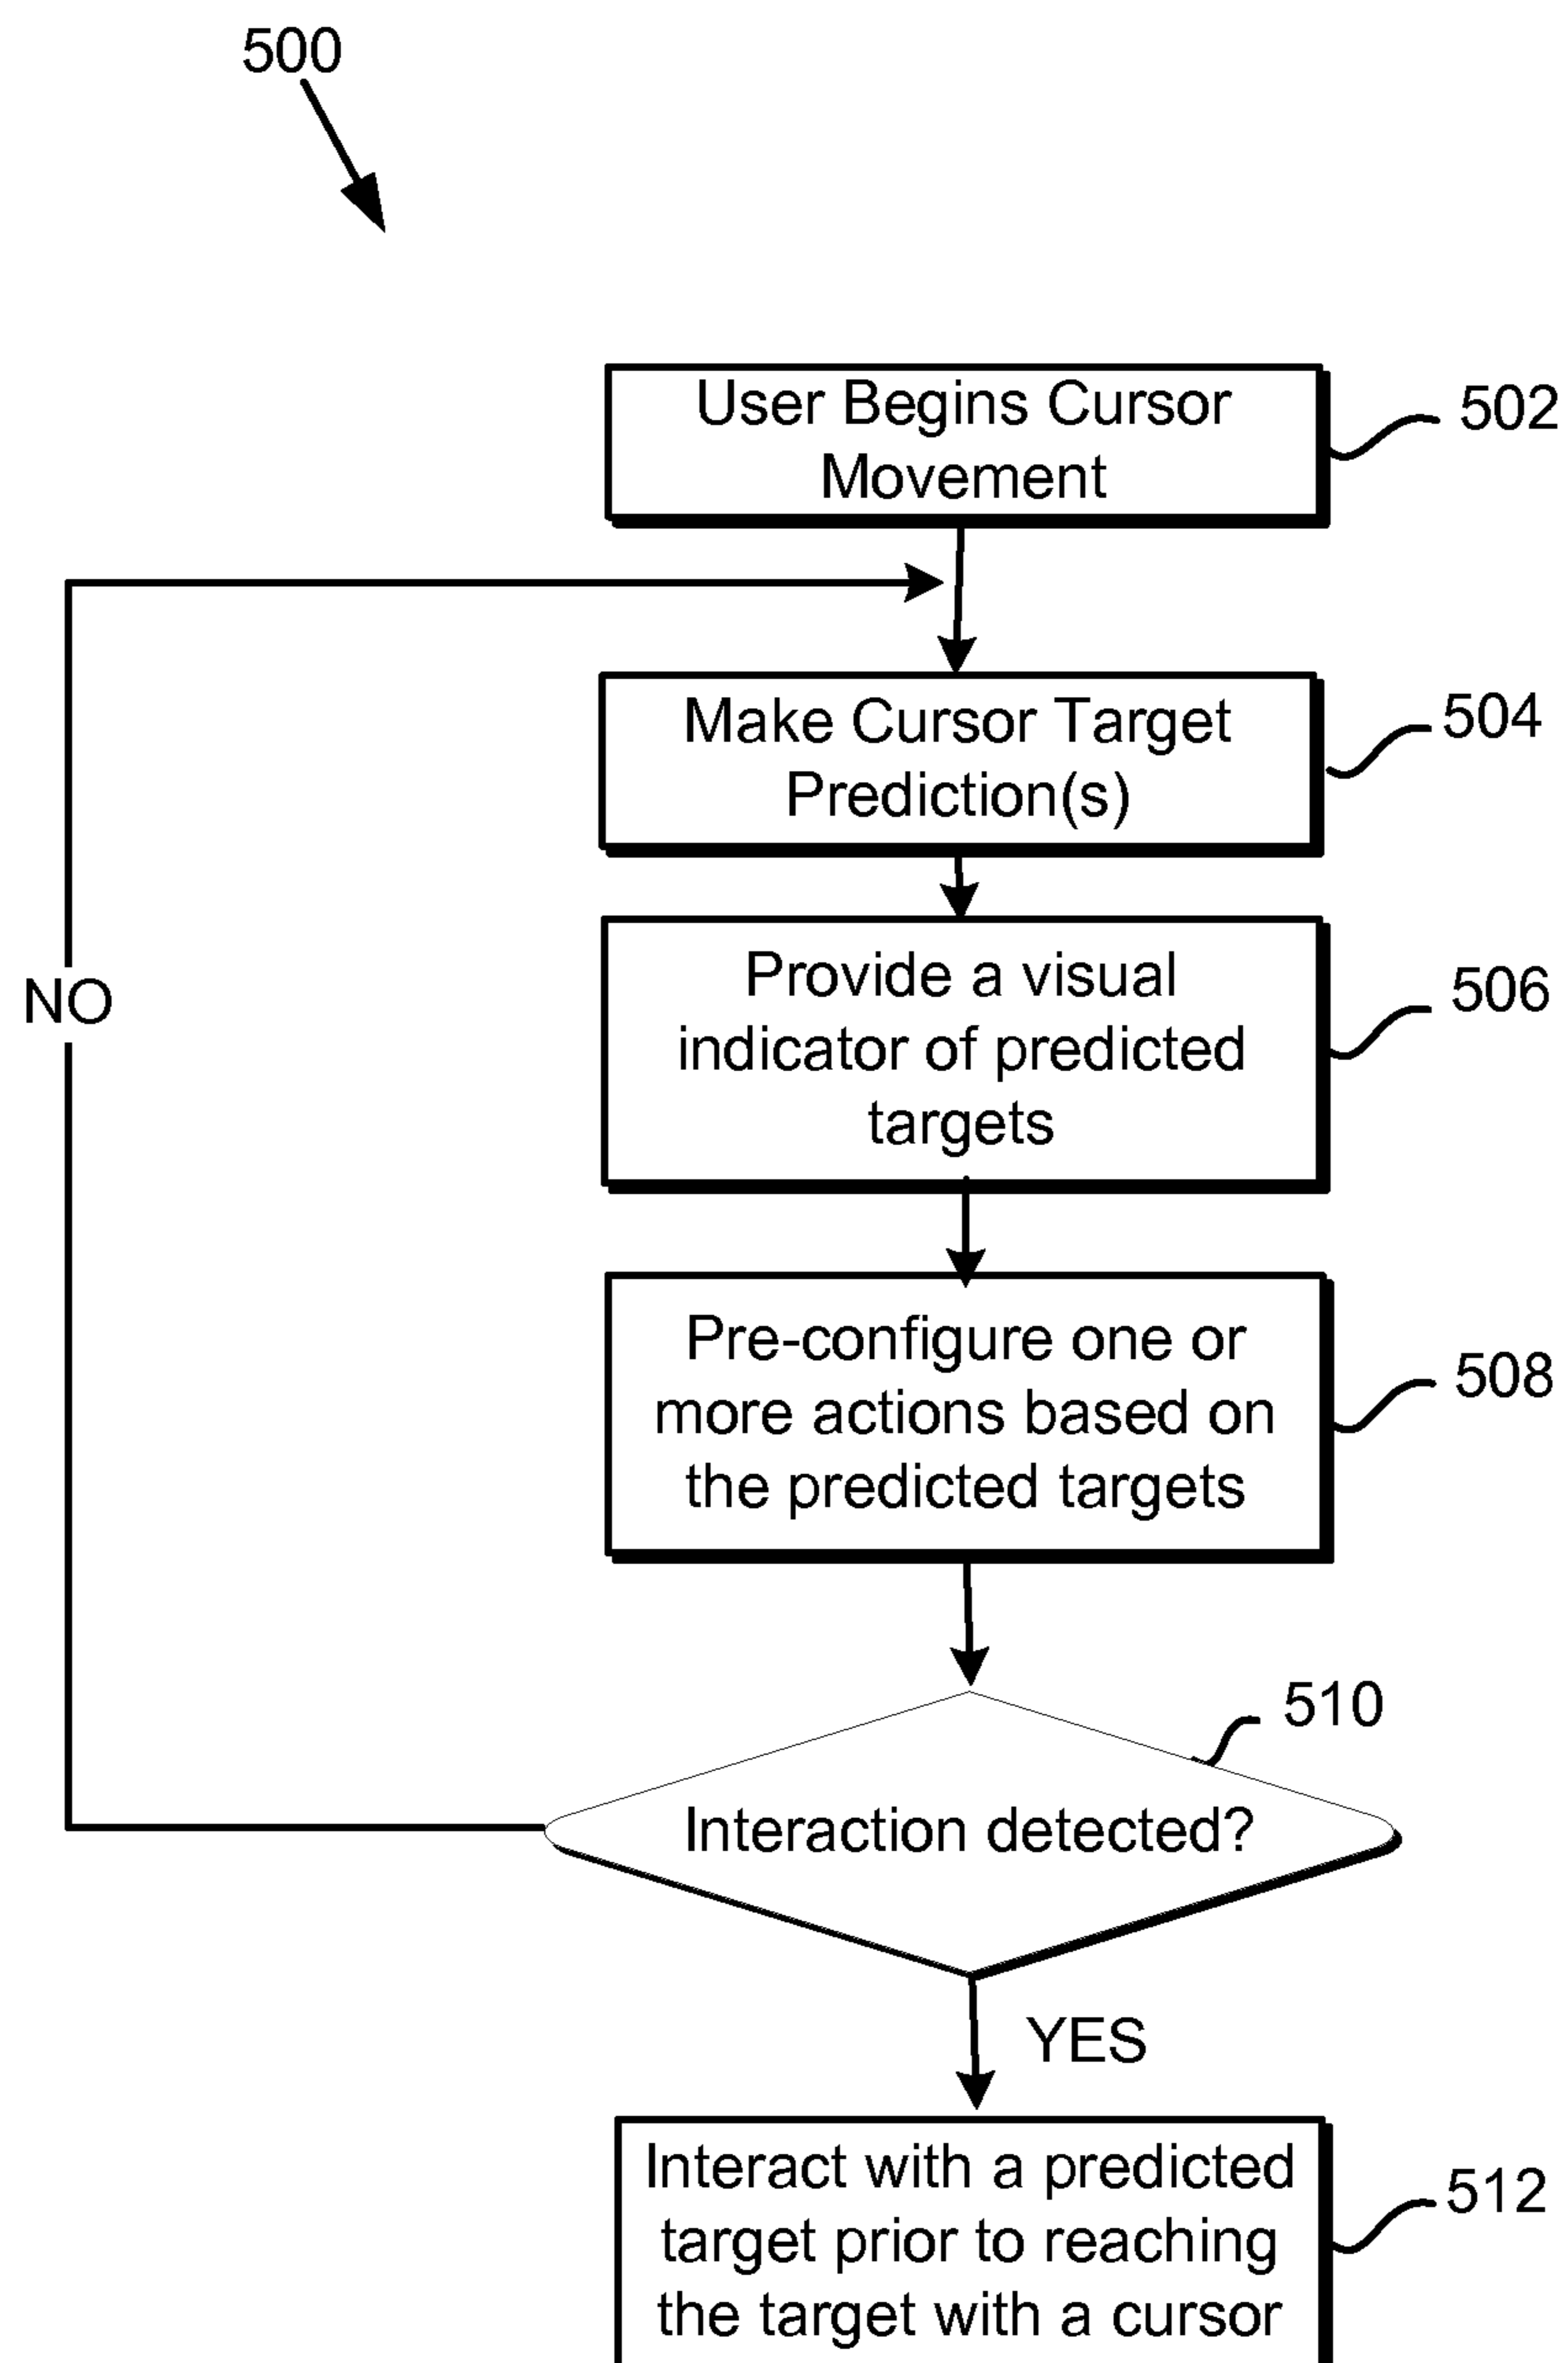 500
User Begins Cursor
Movement
502
Make Cursor Target
Prediction(s)
504
Provide a visual
indicator of predicted
targets
506
NO
Pre-configure one or
more actions based on
the predicted targets
508
510
Interaction detected?
YES
Interact with a predicted
target prior to reaching
the target with a cursor
512